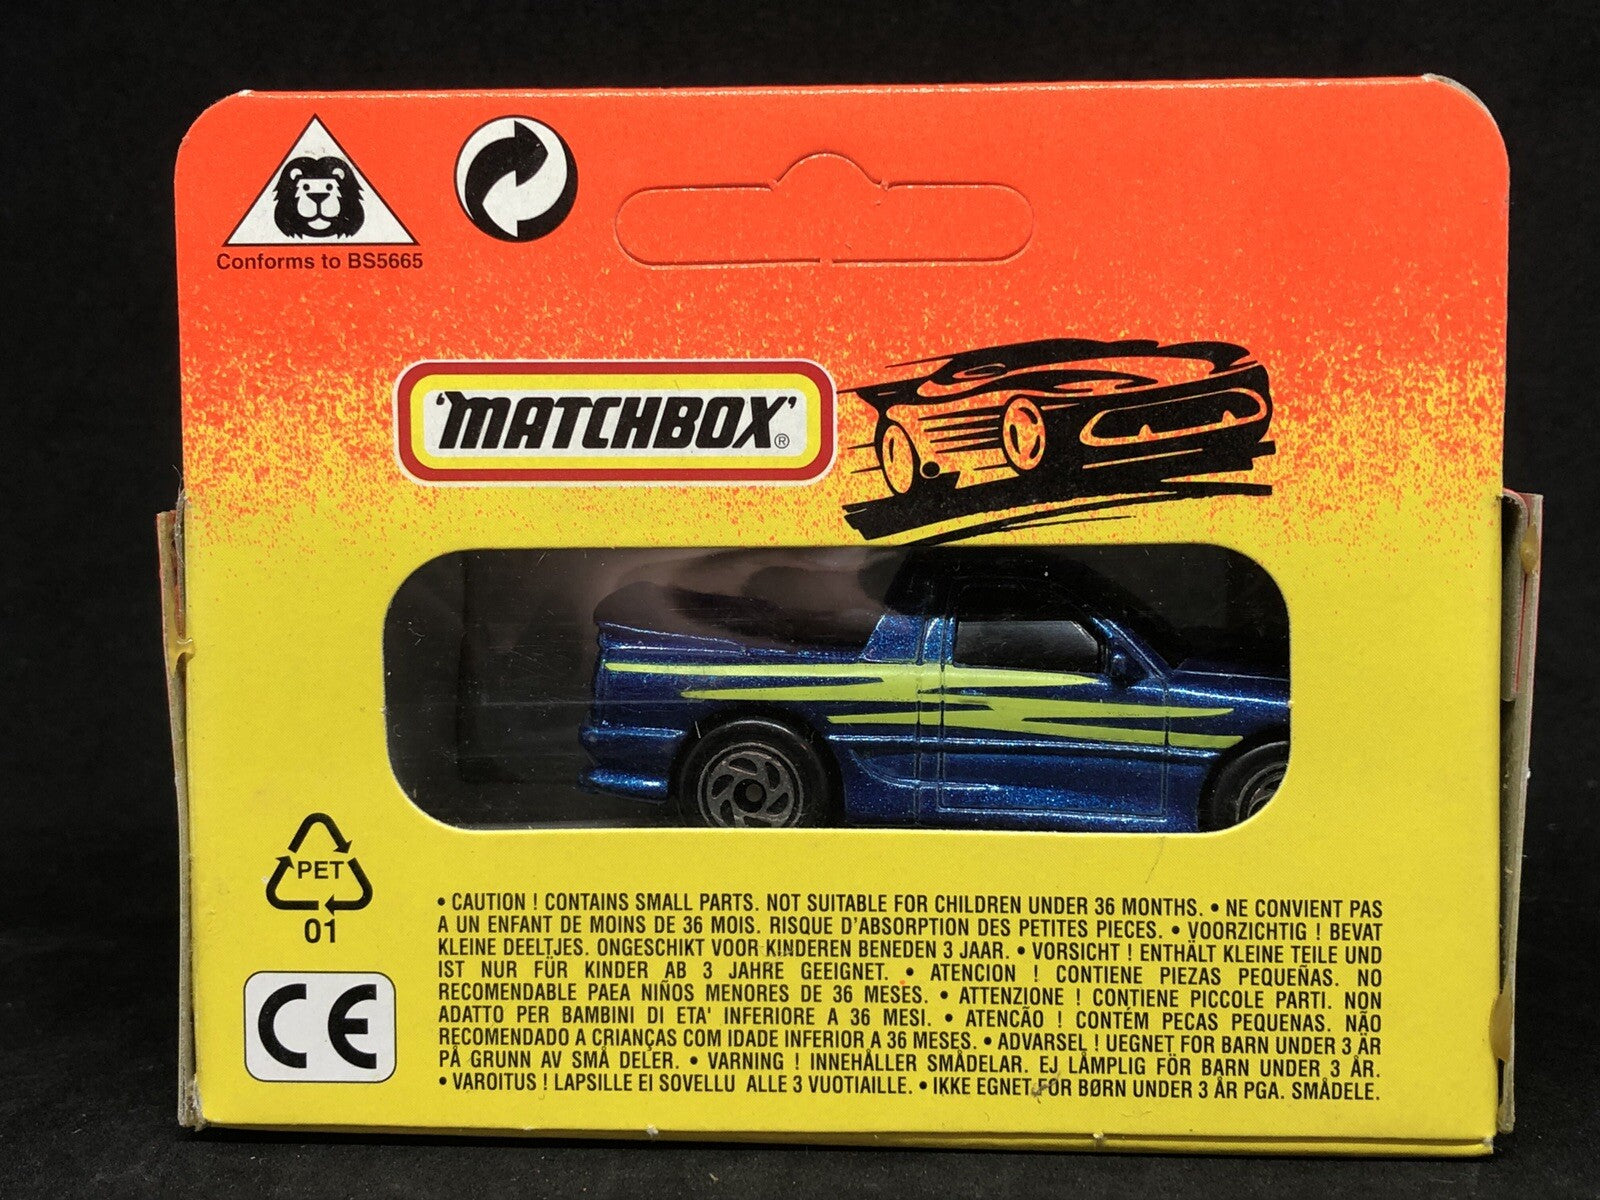 Conforms to BS5665
'MATCHBOX'®
PET
01
CE
• CAUTION ! CONTAINS SMALL PARTS. NOT SUITABLE FOR CHILDREN UNDER 36 MONTHS. • NE CONVIENT PAS
A UN ENFANT DE MOINS DE 36 MOIS. RISQUE D'ABSORPTION DES PETITES PIECES. • VOORZICHTIG ! BEVAT
KLEINE DEELTJES. ONGESCHIKT VOOR KINDEREN BENEDEN 3 JAAR. • VORSICHT ! ENTHÄLT KLEINE TEILE UND
IST NUR FÜR KINDER AB 3 JAHRE GEEIGNET. • ATENCION ! CONTIENE PIEZAS PEQUEÑAS. NO
RECOMENDABLE PAEA NIÑOS MENORES DE 36 MESES. • ATTENZIONE ! CONTIENE PICCOLE PARTI. NON
ADATTO PER BAMBINI DI ETA' INFERIORE A 36 MESI. • ATENCÃO ! CONTÉM PECAS PEQUENAS. NÃO
RECOMENDADO A CRIANÇAS COM IDADE INFERIOR A 36 MESES. • ADVARSEL ! UEGNET FOR BARN UNDER 3 ÄR
PÅ GRUNN AV SMÅ DELER. • VARNING ! INNEHÅLLER SMÅDELAR. EJ LÄMPLIG FÖR BARN UNDER 3 ÅR.
• VAROITUS ! LAPSILLE EI SOVELLU ALLE 3 VUOTIAILLE. • IKKE EGNET FOR BØRN UNDER 3 ÅR PGA. SMÅDELE.